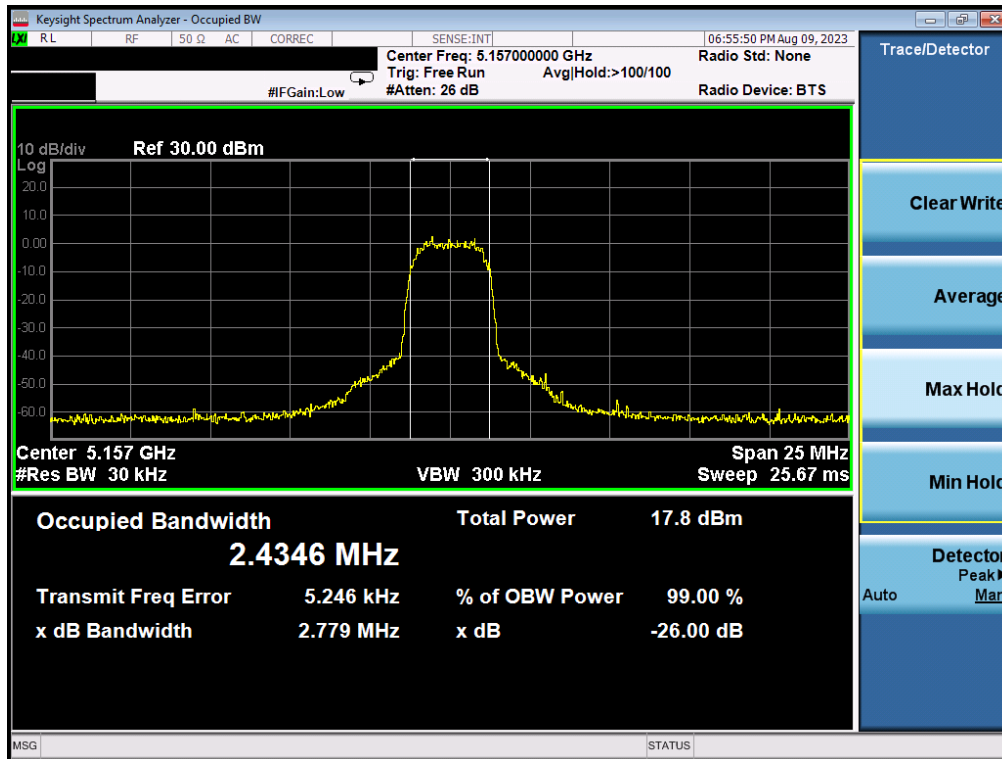 Keysight Spectrum Analyzer - Occupied BW
LXI RL RF 50 Ω AC CORREC SENSE:INT 06:55:50 PM Aug 09, 2023
Center Freq: 5.157000000 GHz Radio Std: None
Trig: Free Run Avg|Hold:>100/100
#IFGain:Low #Atten: 26 dB Radio Device: BTS
10 dB/div Ref 30.00 dBm
Log
20.0
10.0
0.00
-10.0
-20.0
-30.0
-40.0
-50.0
-60.0
Center 5.157 GHz Span 25 MHz
#Res BW 30 kHz VBW 300 kHz Sweep 25.67 ms
Occupied Bandwidth Total Power 17.8 dBm
2.4346 MHz
Transmit Freq Error 5.246 kHz % of OBW Power 99.00 %
x dB Bandwidth 2.779 MHz x dB -26.00 dB
MSG STATUS
Trace/Detector
Clear Write
Average
Max Hold
Min Hold
Detector
Peak
Auto Man